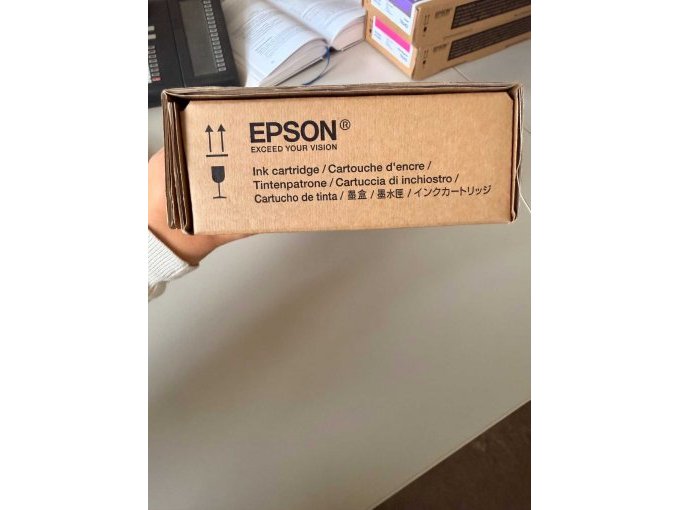 EPSON
EPSON®
EXCEED YOUR VISION
Ink cartridge / Cartouche d'encre /
Tintenpatrone / Cartuccia di inchiostro /
Cartucho de tinta / 墨盒 / 墨水匣 / インクカートリッジ